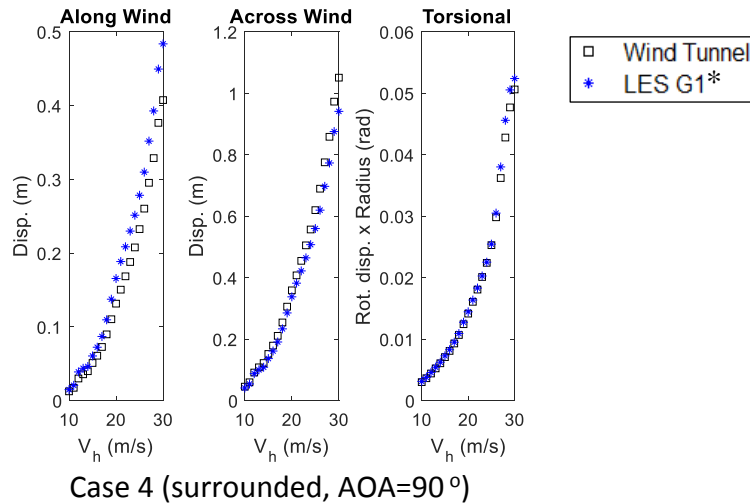 Along Wind
Across Wind
Torsional
Disp. (m)
0.5
0.4
0.3
0.2
0.1
0
10
20
30
V_h (m/s)
Disp. (m)
1.2
1
0.8
0.6
0.4
0.2
0
10
20
30
V_h (m/s)
Rot. disp. x Radius (rad)
0.06
0.05
0.04
0.03
0.02
0.01
0
10
20
30
V_h (m/s)
Wind Tunnel
LES G1*
Case 4 (surrounded, AOA=90 º)